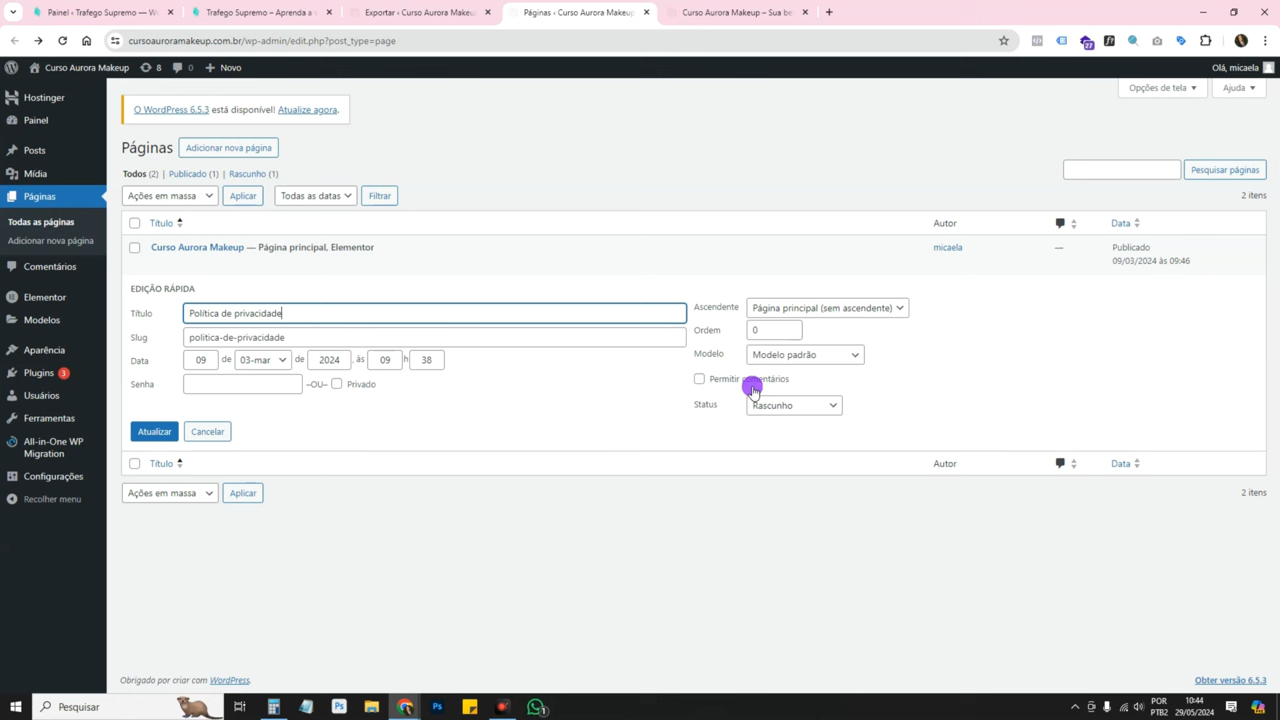 Painel ‹ Trafego Supremo — W
Trafego Supremo – Aprenda a v
Exportar ‹ Curso Aurora Makeu
Páginas ‹ Curso Aurora Makeup
Curso Aurora Makeup – Sua be
cursoauroramakeup.com.br/wp-admin/edit.php?post_type=page
27
Curso Aurora Makeup
8
0
Novo
Olá, micaela
Hostinger
Painel
Posts
Mídia
Páginas
Todas as páginas
Adicionar nova página
Comentários
Elementor
Modelos
Aparência
Plugins 3
Usuários
Ferramentas
All-in-One WP
Migration
Configurações
Recolher menu
Opções de tela
Ajuda
O WordPress 6.5.3 está disponível! Atualize agora.
Páginas
Adicionar nova página
Todos (2) | Publicado (1) | Rascunho (1)
Pesquisar páginas
Ações em massa
Aplicar
Todas as datas
Filtrar
2 itens
Título
Autor
Data
Curso Aurora Makeup — Página principal, Elementor
micaela
—
Publicado
09/03/2024 às 09:46
EDIÇÃO RÁPIDA
Título
Política de privacidade
Slug
politica-de-privacidade
Data
09 de 03-mar de 2024 , às 09 h 38
Senha
–OU–
Privado
Ascendente
Página principal (sem ascendente)
Ordem
0
Modelo
Modelo padrão
Permitir comentários
Status
Rascunho
Atualizar
Cancelar
Título
Autor
Data
Ações em massa
Aplicar
2 itens
Obrigado por criar com WordPress.
Obter versão 6.5.3
Pesquisar
Ps
Ps
1
POR
PTB2
10:44
29/05/2024